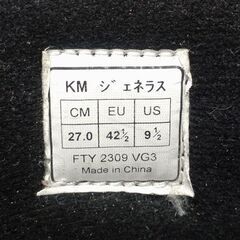 KM ジェネラス
CM EU US
27.0 42½ 9½
FTY 2309 VG3
Made in China